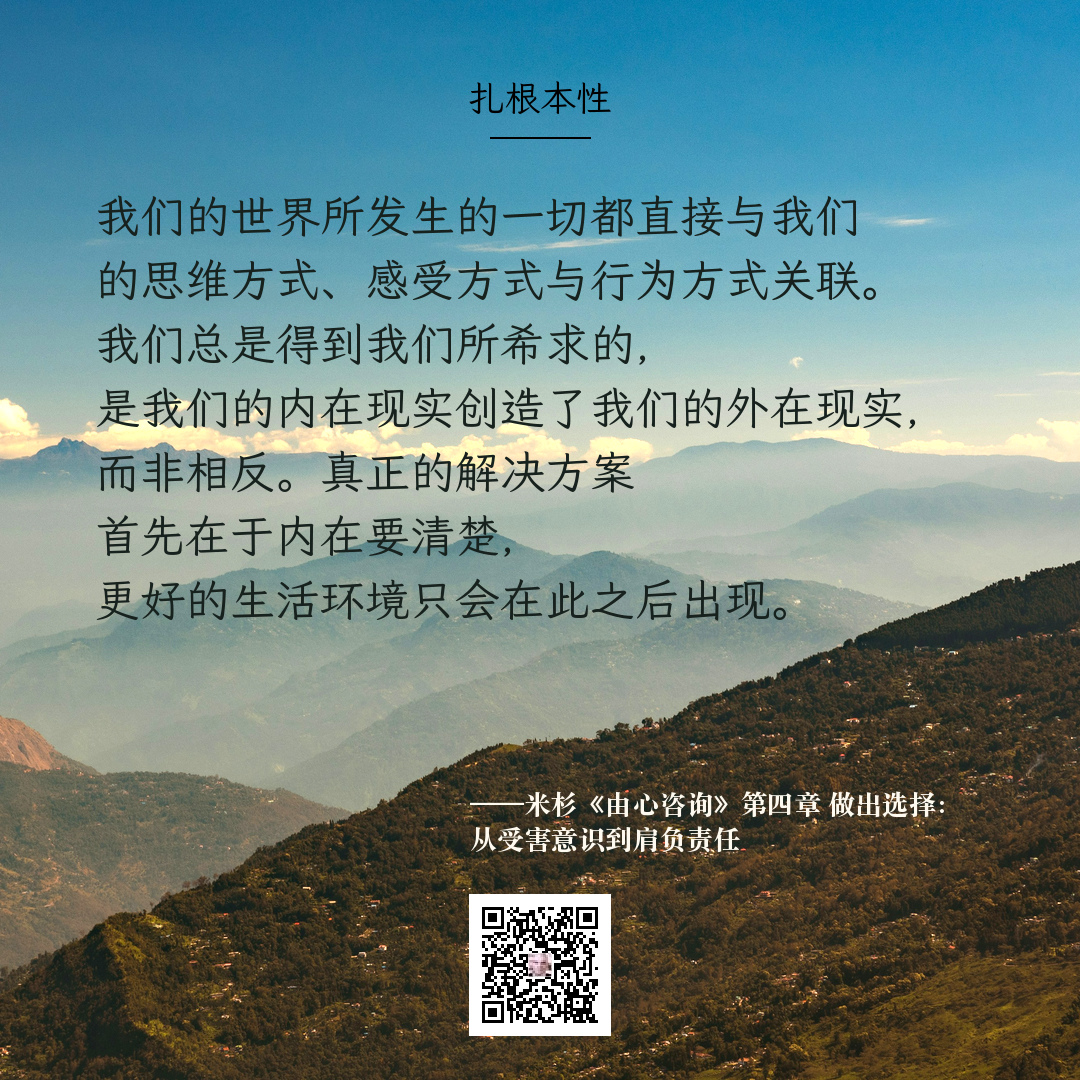 扎根本性
我们的世界所发生的一切都直接与我们
的思维方式、感受方式与行为方式关联。
我们总是得到我们所希求的,
是我们的内在现实创造了我们的外在现实,
而非相反。真正的解决方案
首先在于内在要清楚,
更好的生活环境只会在此之后出现。
——米杉《由心咨询》第四章 做出选择:
从受害意识到肩负责任